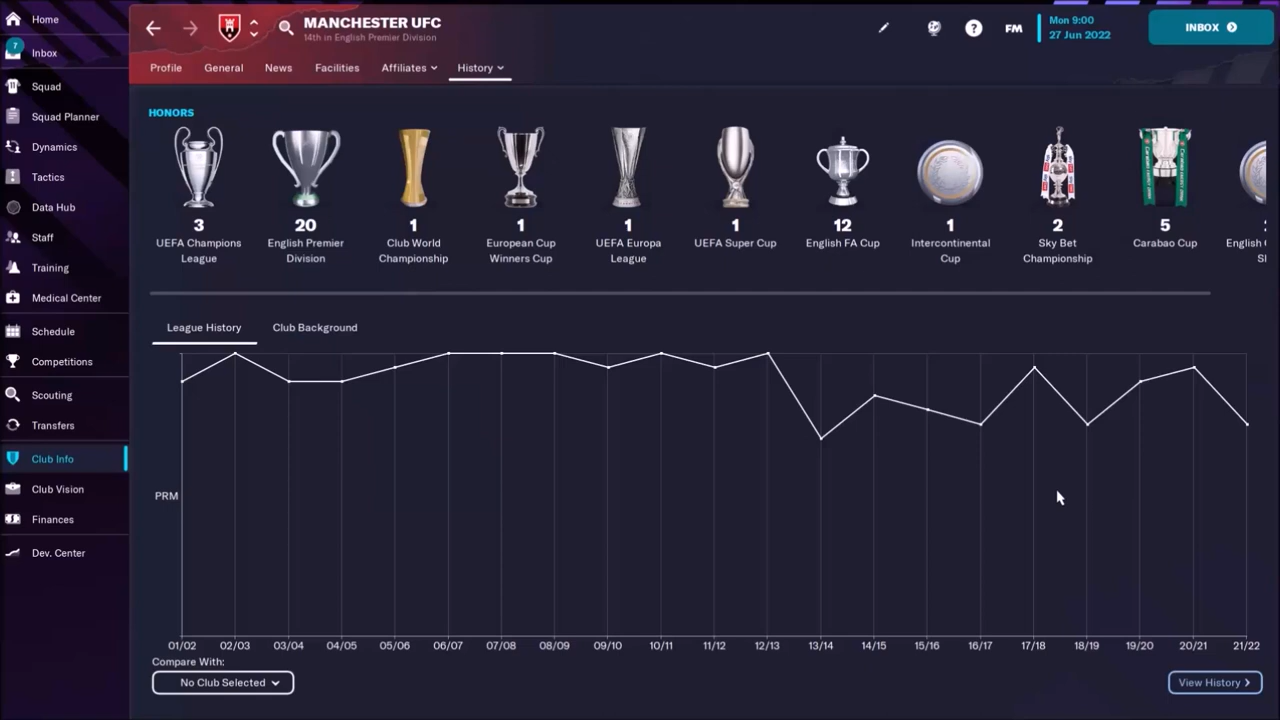 Home
7
Inbox
Squad
Squad Planner
Dynamics
Tactics
Data Hub
Staff
Training
Medical Center
Schedule
Competitions
Scouting
Transfers
Club Info
Club Vision
Finances
Dev. Center
MANCHESTER UFC
14th in English Premier Division
?
FM
Mon 9:00
27 Jun 2022
INBOX
Profile
General
News
Facilities
Affiliates
History
HONORS
3
UEFA Champions
League
20
English Premier
Division
1
Club World
Championship
1
European Cup
Winners Cup
1
UEFA Europa
League
1
UEFA Super Cup
12
English FA Cup
1
Intercontinental
Cup
2
Sky Bet
Championship
5
Carabao Cup
English
League History
Club Background
PRM
01/02 02/03 03/04 04/05 05/06 06/07 07/08 08/09 09/10 10/11 11/12 12/13 13/14 14/15 15/16 16/17 17/18 18/19 19/20 20/21 21/22
Compare With:
No Club Selected
View History